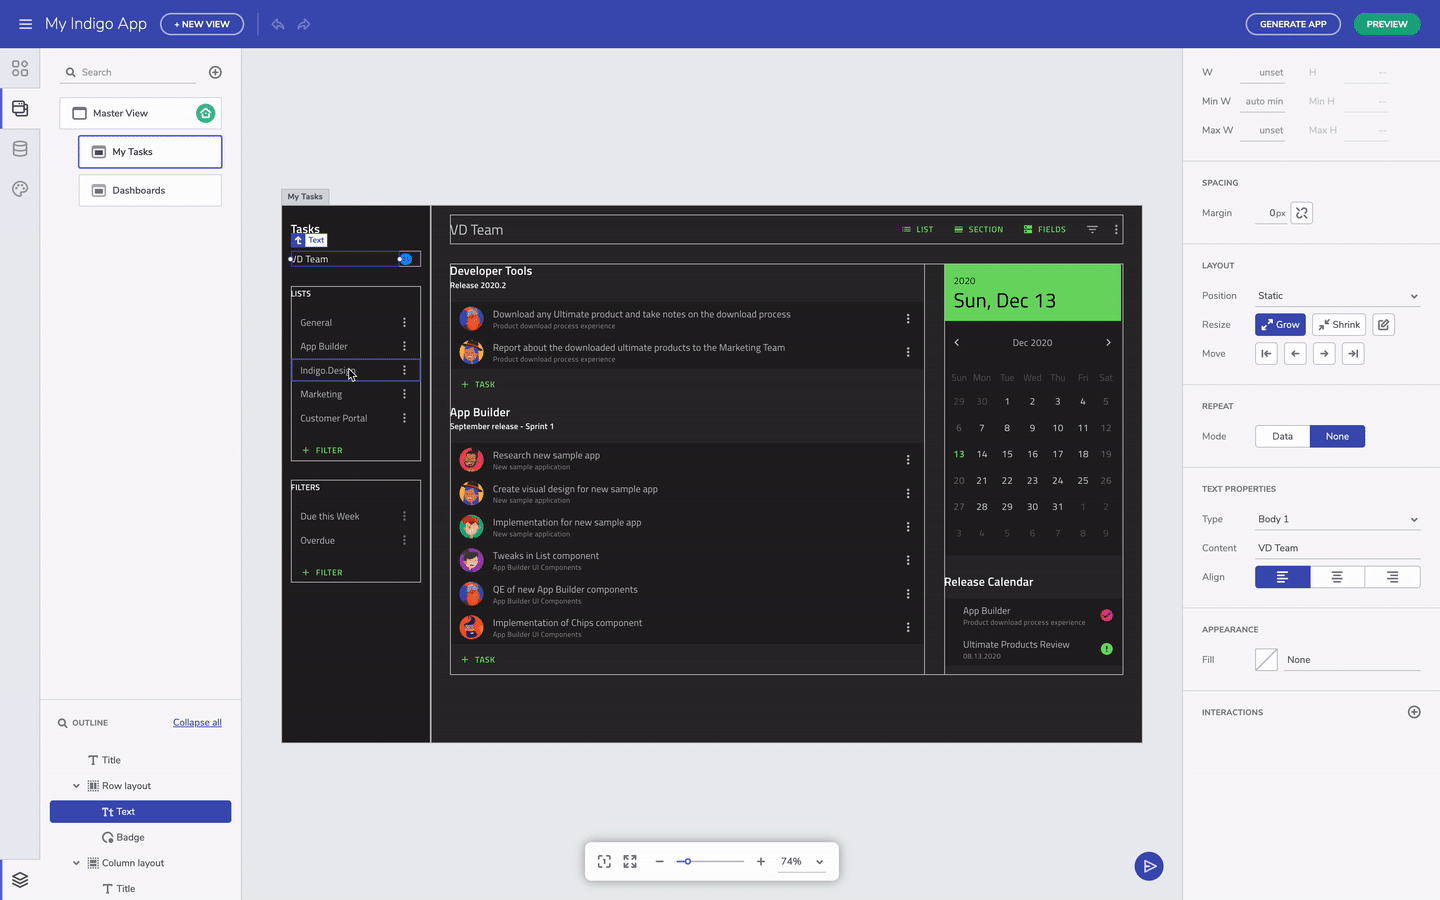 My Indigo App
+ NEW VIEW
GENERATE APP
PREVIEW
Search
Master View
My Tasks
Dashboards
OUTLINE
Collapse all
Title
Row layout
Text
Badge
Column layout
Title
My Tasks
Tasks
Text
VD Team
LISTS
General
App Builder
Indigo.Design
Marketing
Customer Portal
+ FILTER
FILTERS
Due this Week
Overdue
+ FILTER
VD Team
LIST
SECTION
FIELDS
Developer Tools
Release 2020.2
Download any Ultimate product and take notes on the download process
Product download process experience
Report about the downloaded ultimate products to the Marketing Team
Product download process experience
+ TASK
App Builder
September release - Sprint 1
Research new sample app
New sample application
Create visual design for new sample app
New sample application
Implementation for new sample app
New sample application
Tweaks in List component
App Builder UI Components
QE of new App Builder components
App Builder UI Components
Implementation of Chips component
App Builder UI Components
+ TASK
2020
Sun, Dec 13
Dec 2020
Sun Mon Tue Wed Thu Fri Sat
29 30 1 2 3 4 5
6 7 8 9 10 11 12
13 14 15 16 17 18 19
20 21 22 23 24 25 26
27 28 29 30 31 1 2
3 4 5 6 7 8 9
Release Calendar
App Builder
Product download process experience
Ultimate Products Review
08.13.2020
74%
W unset H --
Min W auto min Min H --
Max W unset Max H --
SPACING
Margin 0px
LAYOUT
Position Static
Resize Grow Shrink
Move
REPEAT
Mode Data None
TEXT PROPERTIES
Type Body 1
Content VD Team
Align
APPEARANCE
Fill None
INTERACTIONS